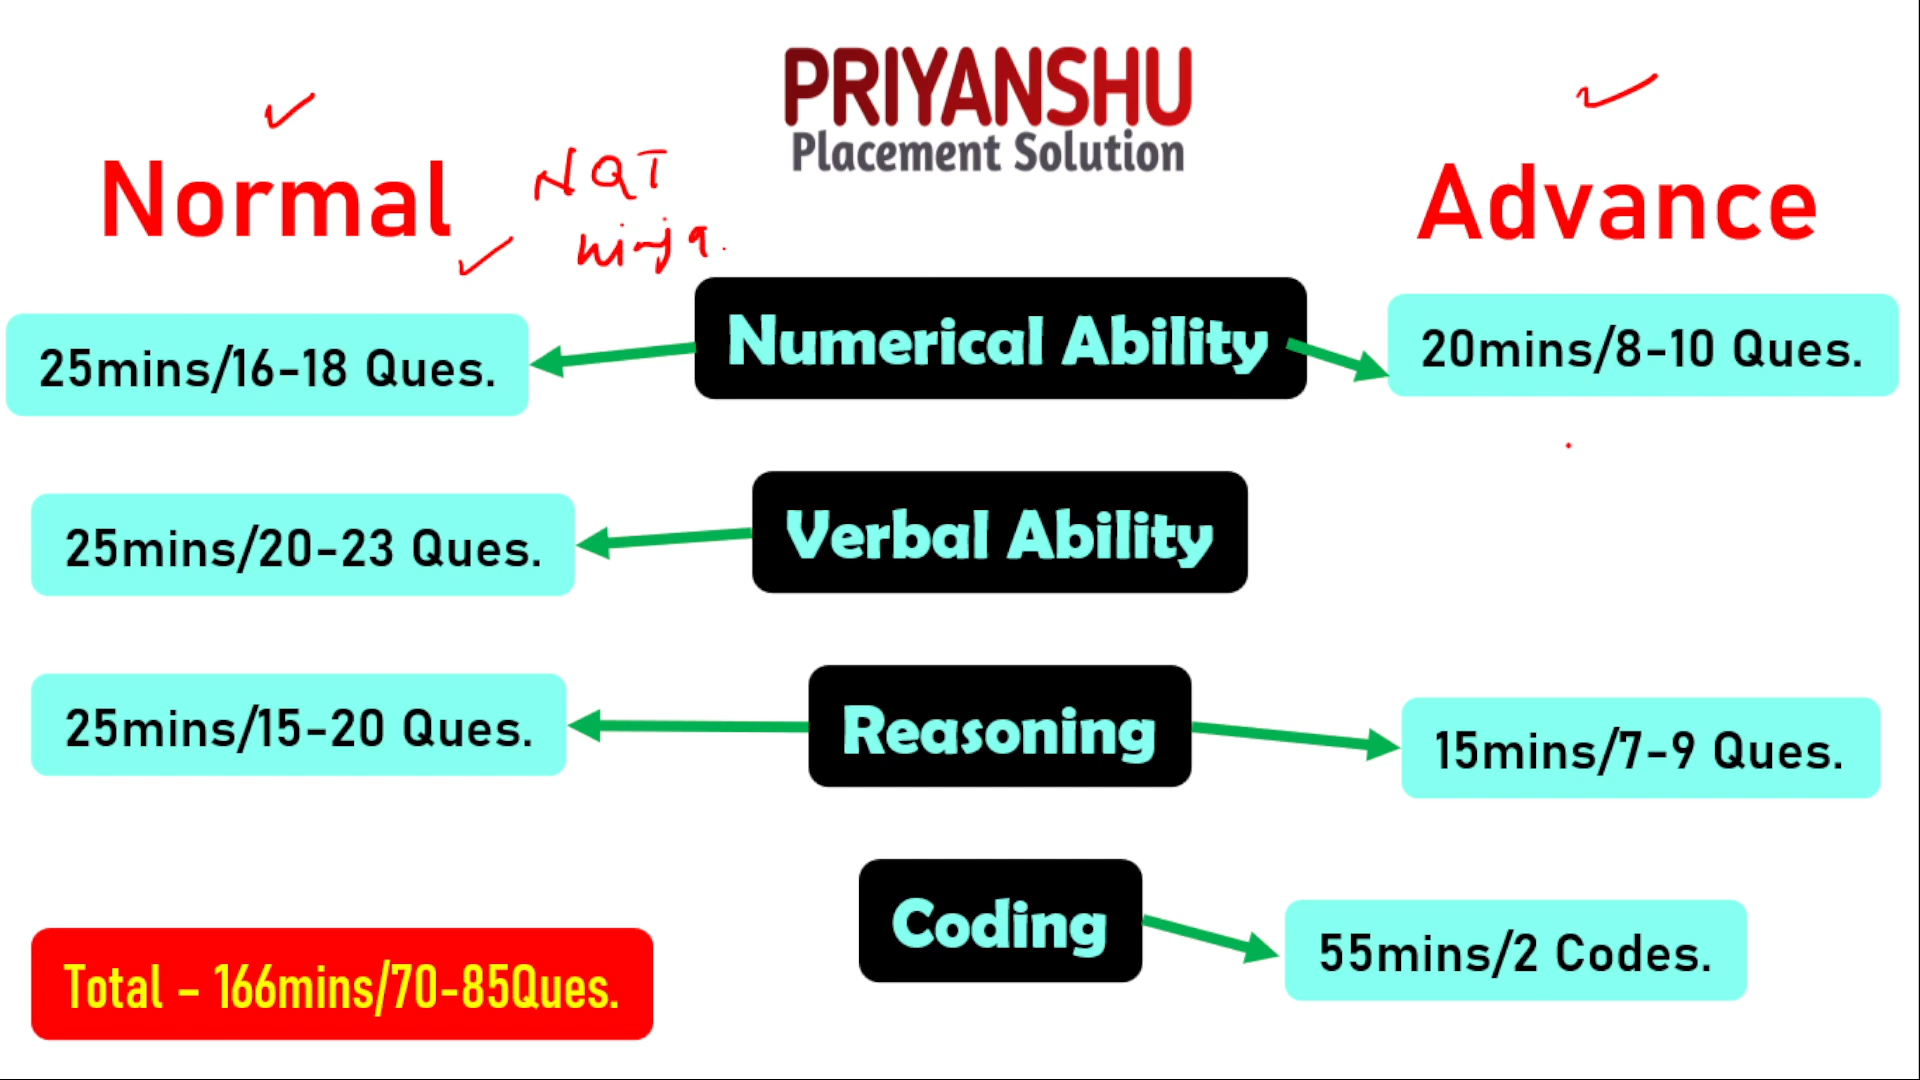 PRIYANSHU
Placement Solution
Normal
NQT
ninja.
Advance
25mins/16-18 Ques.
Numerical Ability
20mins/8-10 Ques.
25mins/20-23 Ques.
Verbal Ability
25mins/15-20 Ques.
Reasoning
15mins/7-9 Ques.
Coding
55mins/2 Codes.
Total - 166mins/70-85Ques.